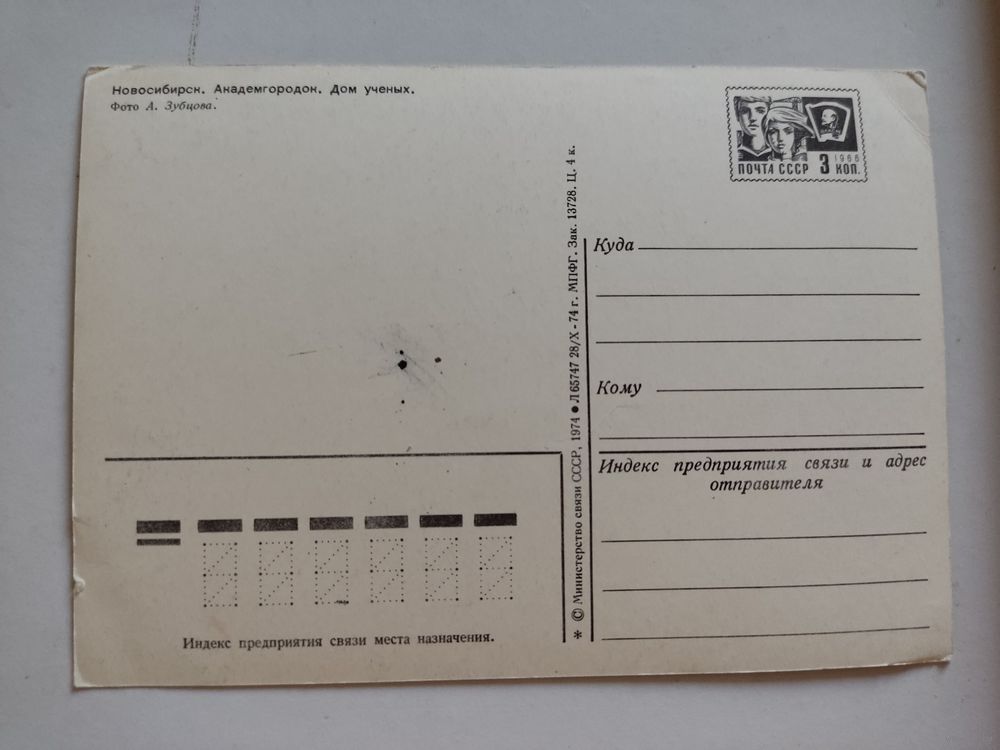 Новосибирск. Академгородок. Дом ученых.
Фото А. Зубцова.
1966
ПОЧТА СССР 3 КОП.
Куда
Кому
Индекс предприятия связи и адрес
отправителя
* © Министерство связи СССР, 1974 ● Л 65747 28/X-74 г. МПФГ. Зак. 13728. Ц. 4 к.
Индекс предприятия связи места назначения.